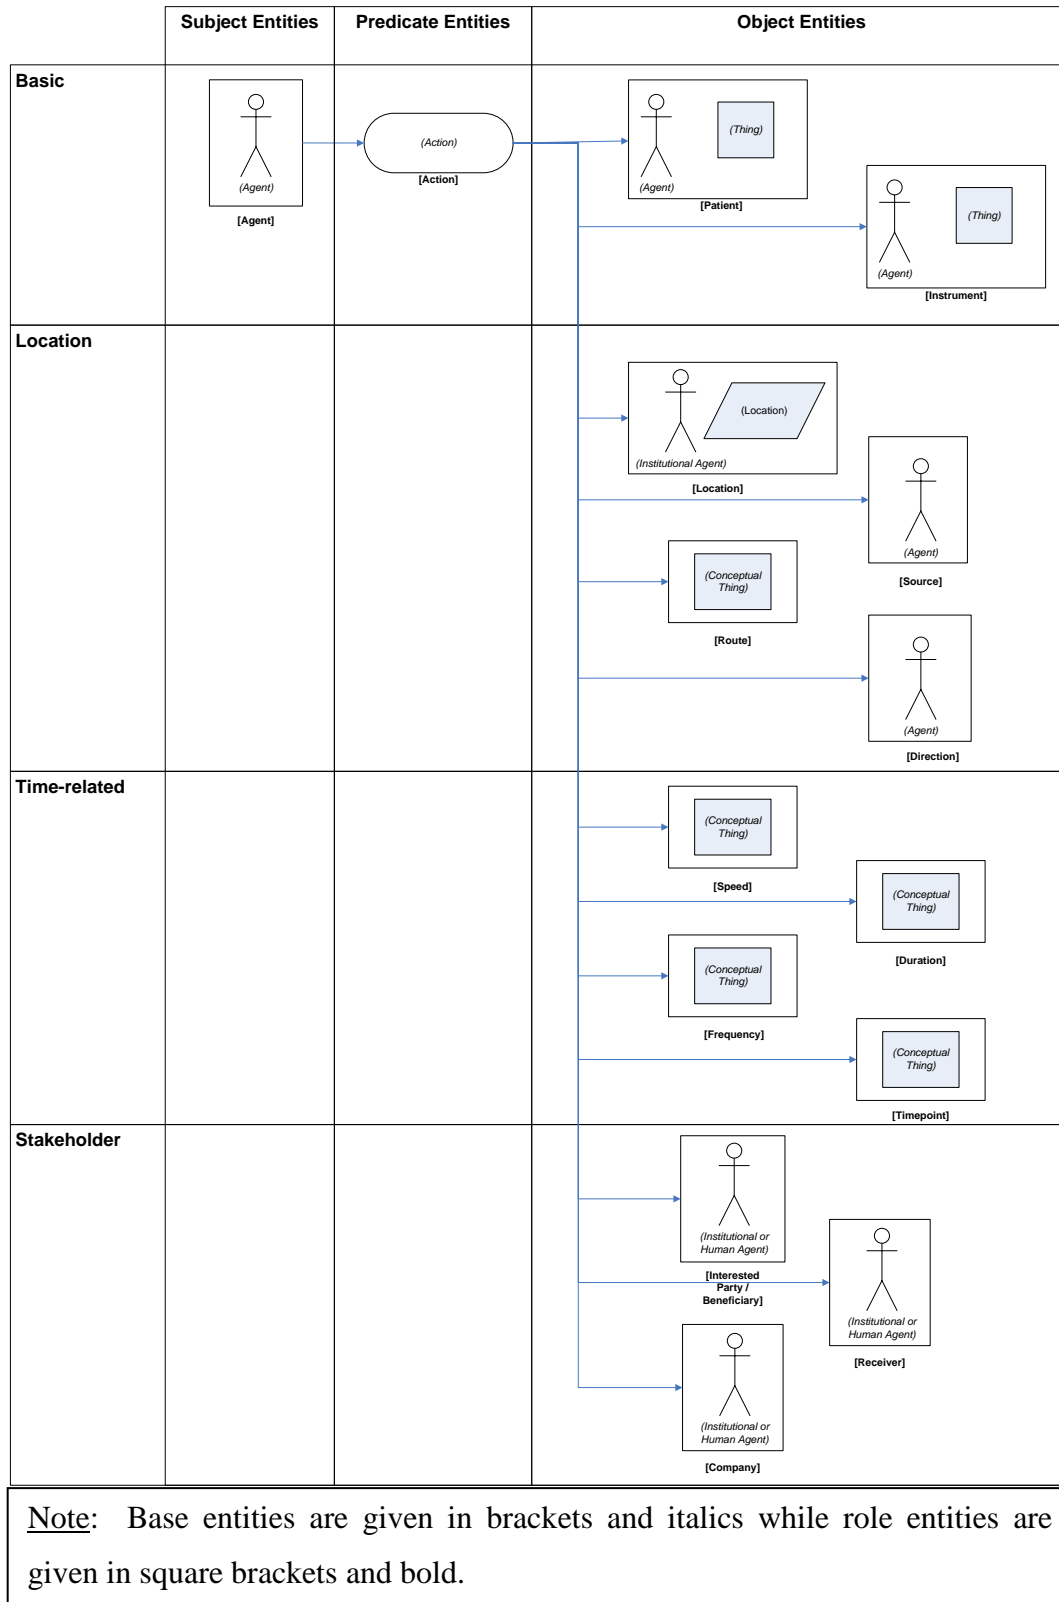 Subject Entities
Predicate Entities
Object Entities
Basic
(Agent)
[Agent]
(Action)
[Action]
(Thing)
(Agent)
[Patient]
(Thing)
(Agent)
[Instrument]
Location
(Location)
(Institutional Agent)
[Location]
(Agent)
[Source]
(Conceptual
Thing)
[Route]
(Agent)
[Direction]
Time-related
(Conceptual
Thing)
[Speed]
(Conceptual
Thing)
[Duration]
(Conceptual
Thing)
[Frequency]
(Conceptual
Thing)
[Timepoint]
Stakeholder
(Institutional or
Human Agent)
[Interested
Party /
Beneficiary]
(Institutional or
Human Agent)
[Receiver]
(Institutional or
Human Agent)
[Company]
Note: Base entities are given in brackets and italics while role entities are
given in square brackets and bold.